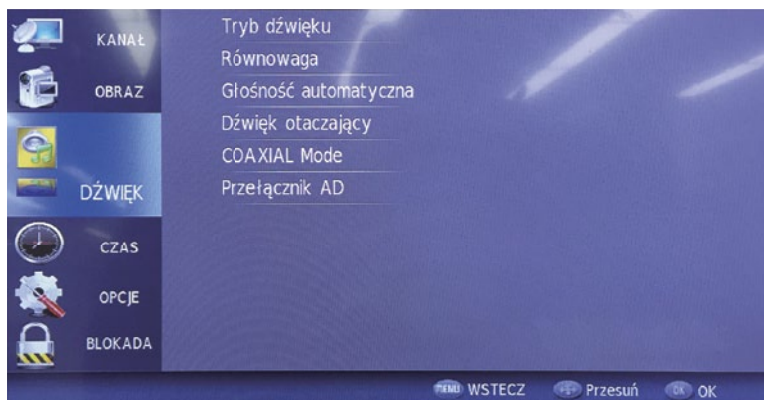 KANAŁ
OBRAZ
DŹWIĘK
CZAS
OPCJE
BLOKADA
Tryb dźwięku
Równowaga
Głośność automatyczna
Dźwięk otaczający
COAXIAL Mode
Przełącznik AD
MENU WSTECZ Przesuń OK OK